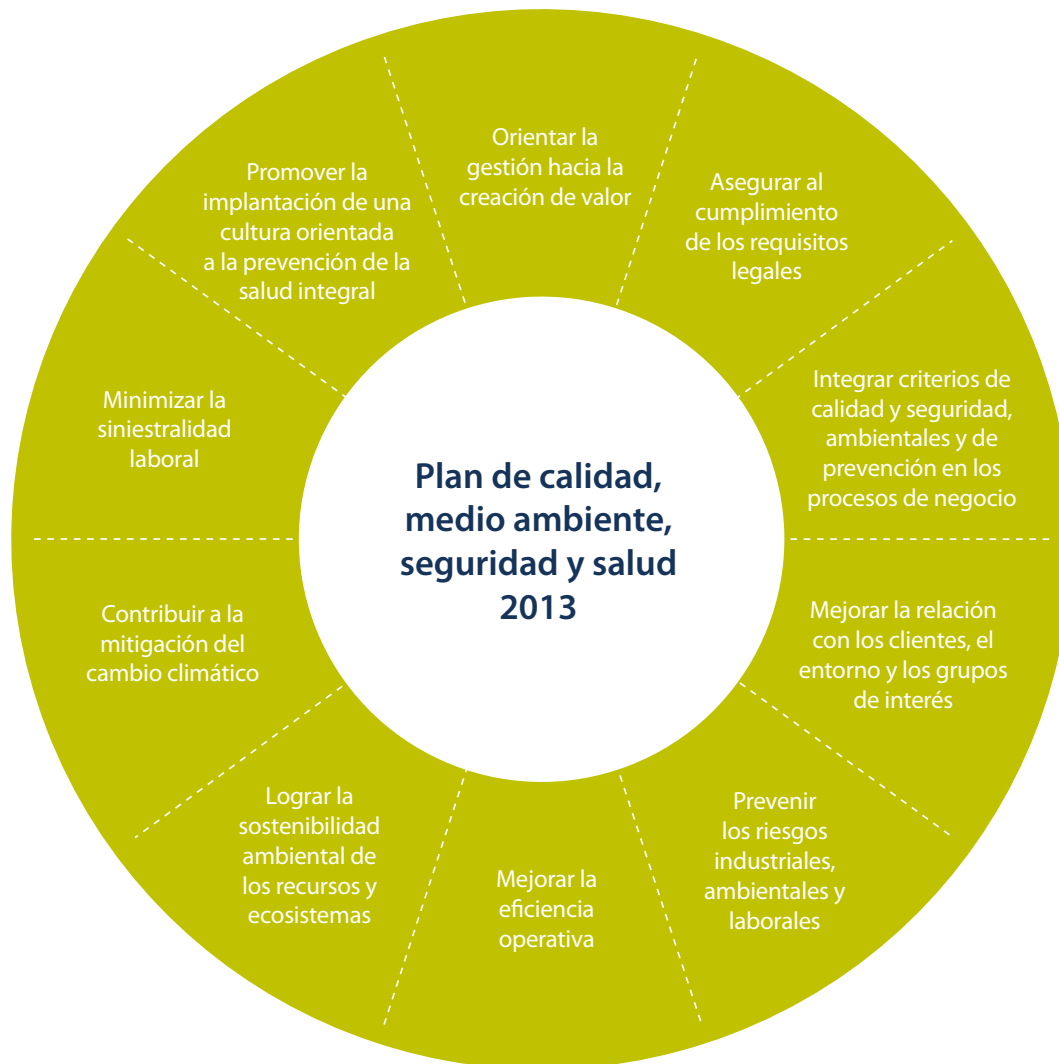 Orientar la
gestión hacia la
creación de valor
Asegurar al
cumplimiento
de los requisitos
legales
Integrar criterios de
calidad y seguridad,
ambientales y de
prevención en los
procesos de negocio
Mejorar la relación
con los clientes, el
entorno y los grupos
de interés
Prevenir
los riesgos
industriales,
ambientales y
laborales
Mejorar la
eficiencia
operativa
Lograr la
sostenibilidad
ambiental de
los recursos y
ecosistemas
Contribuir a la
mitigación del
cambio climático
Minimizar la
siniestralidad
laboral
Promover la
implantación de una
cultura orientada
a la prevención de la
salud integral
Plan de calidad,
medio ambiente,
seguridad y salud
2013